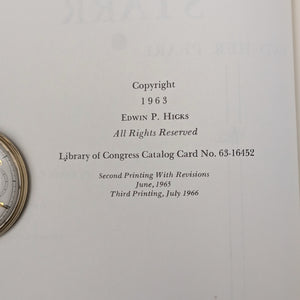 Copyright
1963
Edwin P. Hicks
All Rights Reserved
Library of Congress Catalog Card No. 63-16452
Second Printing With Revisions
June, 1965
Third Printing, July 1966